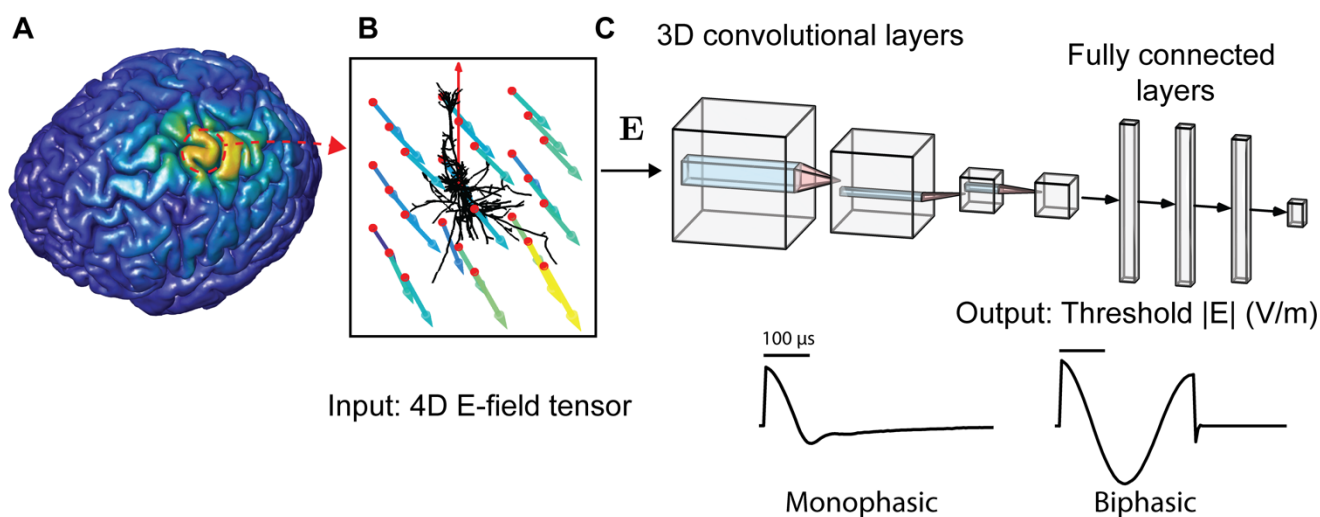 A
B
C
3D convolutional layers
Fully connected
layers
E
Output: Threshold |E| (V/m)
100 µs
Input: 4D E-field tensor
Monophasic
Biphasic